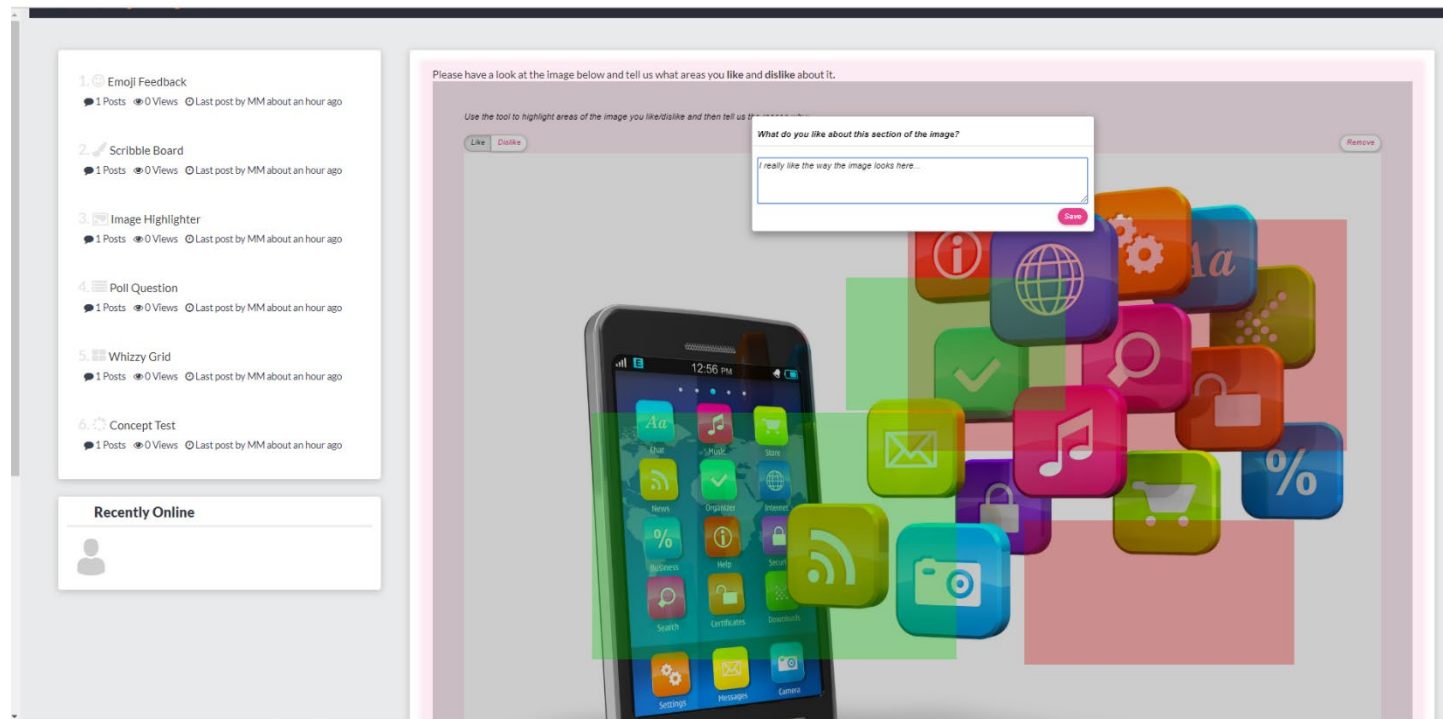 1. Emoji Feedback
1 Posts 0 Views Last post by MM about an hour ago
2. Scribble Board
1 Posts 0 Views Last post by MM about an hour ago
3. Image Highlighter
1 Posts 0 Views Last post by MM about an hour ago
4. Poll Question
1 Posts 0 Views Last post by MM about an hour ago
5. Whizzy Grid
1 Posts 0 Views Last post by MM about an hour ago
6. Concept Test
1 Posts 0 Views Last post by MM about an hour ago
Recently Online
Please have a look at the image below and tell us what areas you like and dislike about it.
Use the tool to highlight areas of the image you like/dislike and then tell us
Like Dislike
Remove
What do you like about this section of the image?
I really like the way the image looks here...
Save
Aa
%
E 12:56 PM
Aa
Chat Music Store
News Organizer Internet
%
Business Help
Search Certificates Downloads
Settings Messages Camera